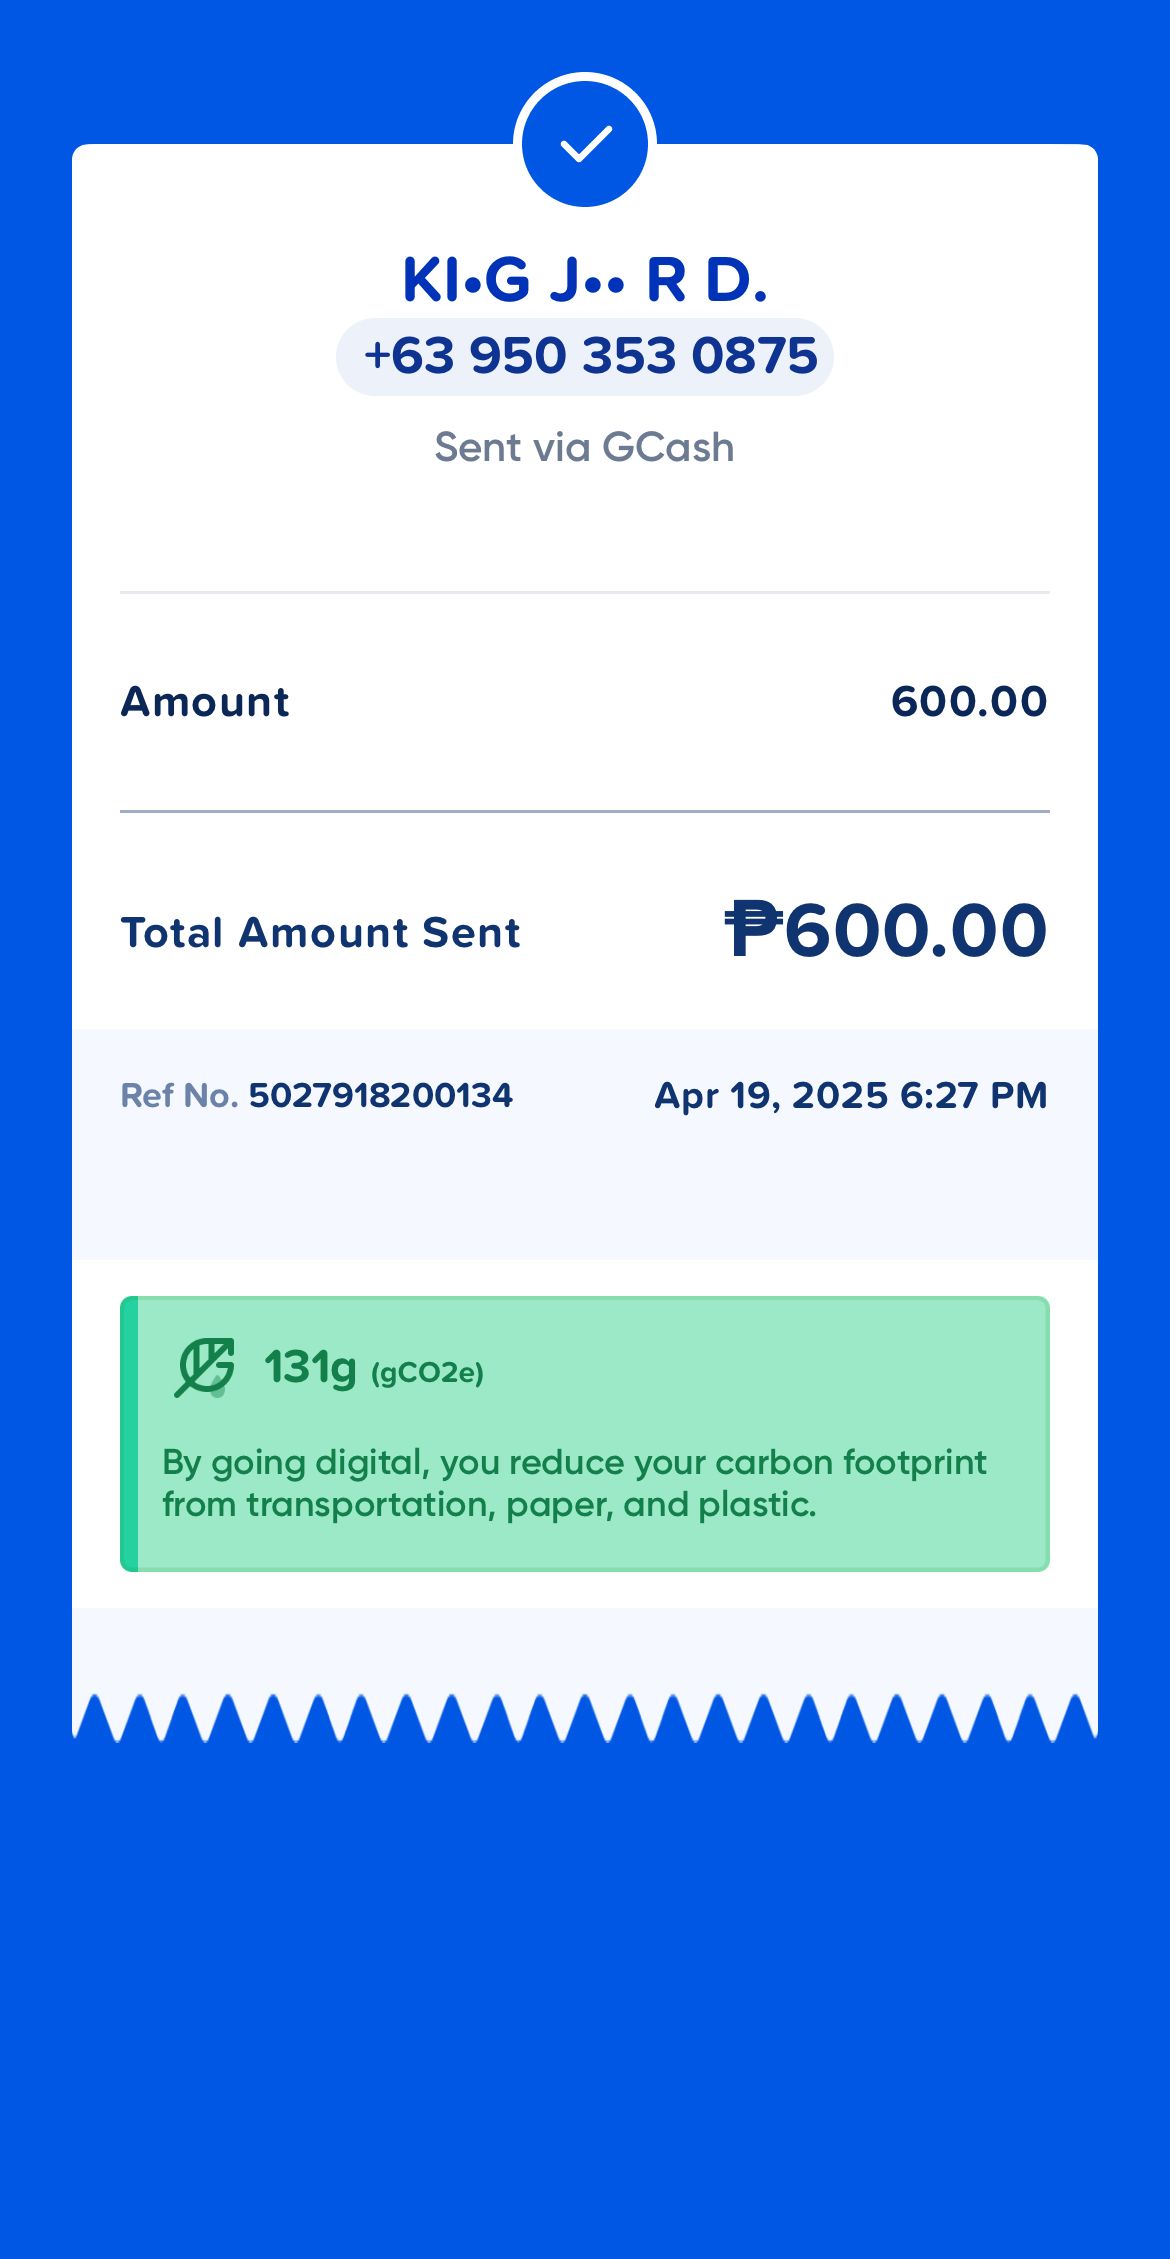 KI•G J•• R D.
+63 950 353 0875
Sent via GCash
Amount 600.00
Total Amount Sent ₱600.00
Ref No. 5027918200134 Apr 19, 2025 6:27 PM
131g (gCO2e)
By going digital, you reduce your carbon footprint
from transportation, paper, and plastic.